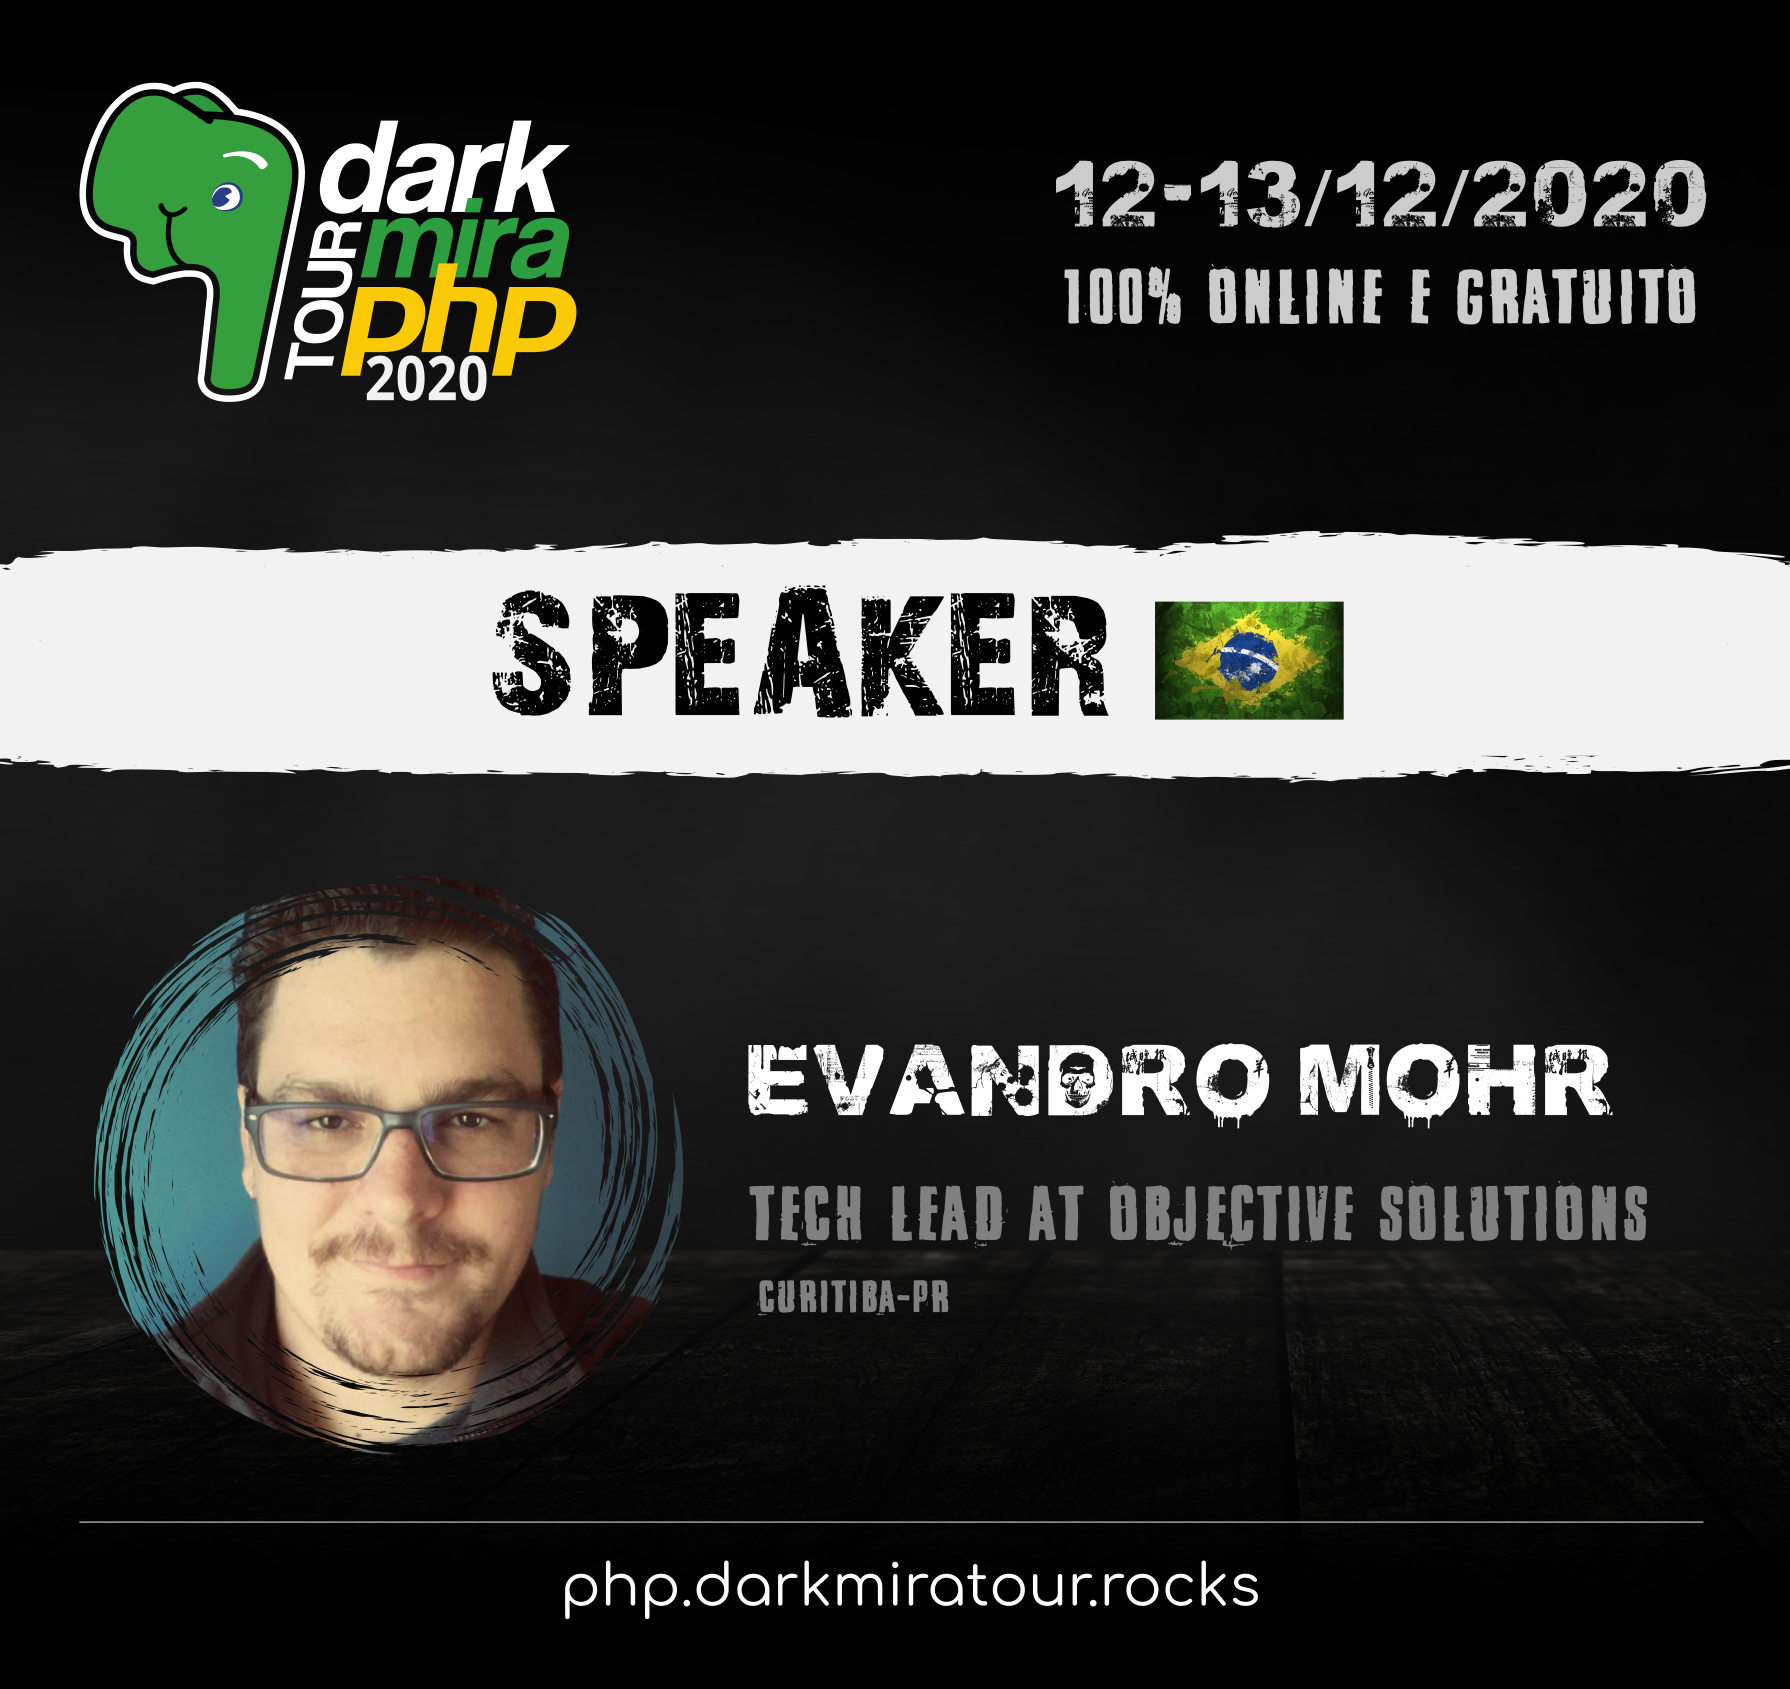 dark
mira
TOUR
php
2020
12-13/12/2020
100% ONLINE E GRATUITO
SPEAKER
EVANDRO MOHR
TECH LEAD AT OBJECTIVE SOLUTIONS
CURITIBA-PR
php.darkmiratour.rocks